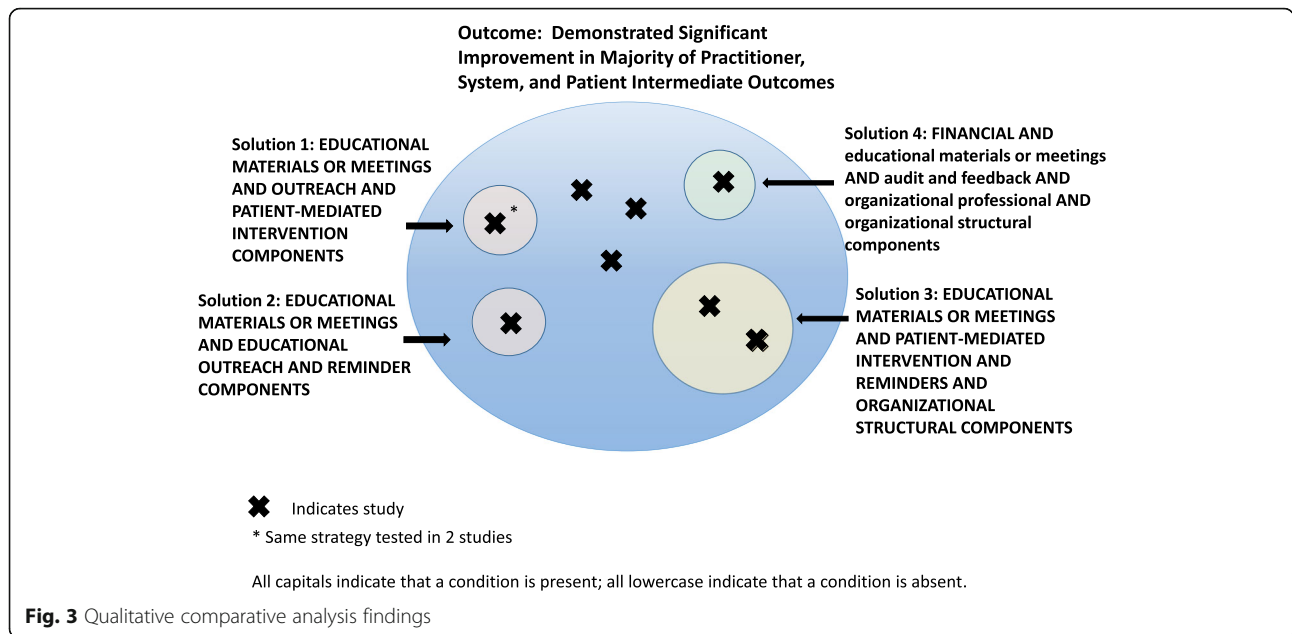 Outcome:  Demonstrated Significant
Improvement in Majority of Practitioner,
System, and Patient Intermediate Outcomes
Solution 1: EDUCATIONAL
MATERIALS OR MEETINGS
AND OUTREACH AND
PATIENT-MEDIATED
INTERVENTION
COMPONENTS
*
Solution 2: EDUCATIONAL
MATERIALS OR MEETINGS
AND EDUCATIONAL
OUTREACH AND REMINDER
COMPONENTS
Solution 4: FINANCIAL AND
educational materials or meetings
AND audit and feedback AND
organizational professional AND
organizational structural
components
Solution 3: EDUCATIONAL
MATERIALS OR MEETINGS
AND PATIENT-MEDIATED
INTERVENTION AND
REMINDERS AND
ORGANIZATIONAL
STRUCTURAL COMPONENTS
Indicates study
* Same strategy tested in 2 studies
All capitals indicate that a condition is present; all lowercase indicate that a condition is absent.
Fig. 3 Qualitative comparative analysis findings